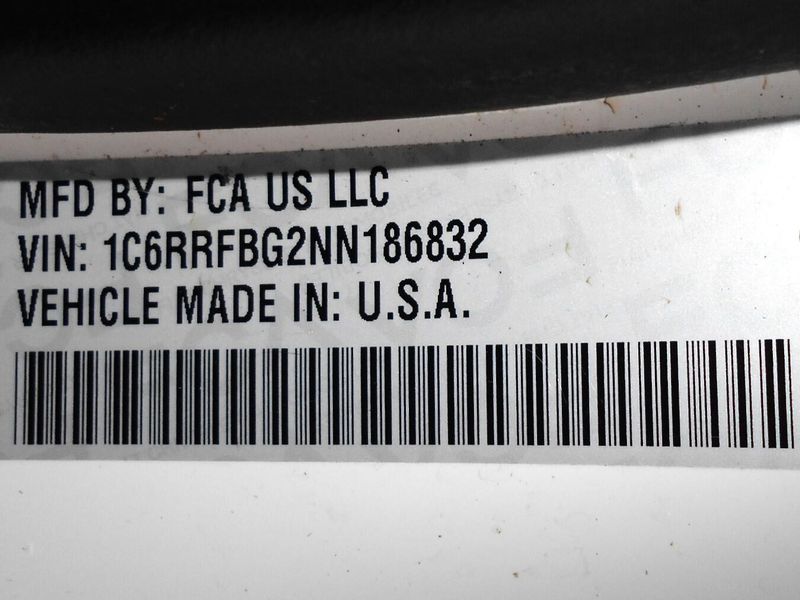 MFD BY: FCA US LLC
VIN: 1C6RRFBG2NN186832
VEHICLE MADE IN: U.S.A.